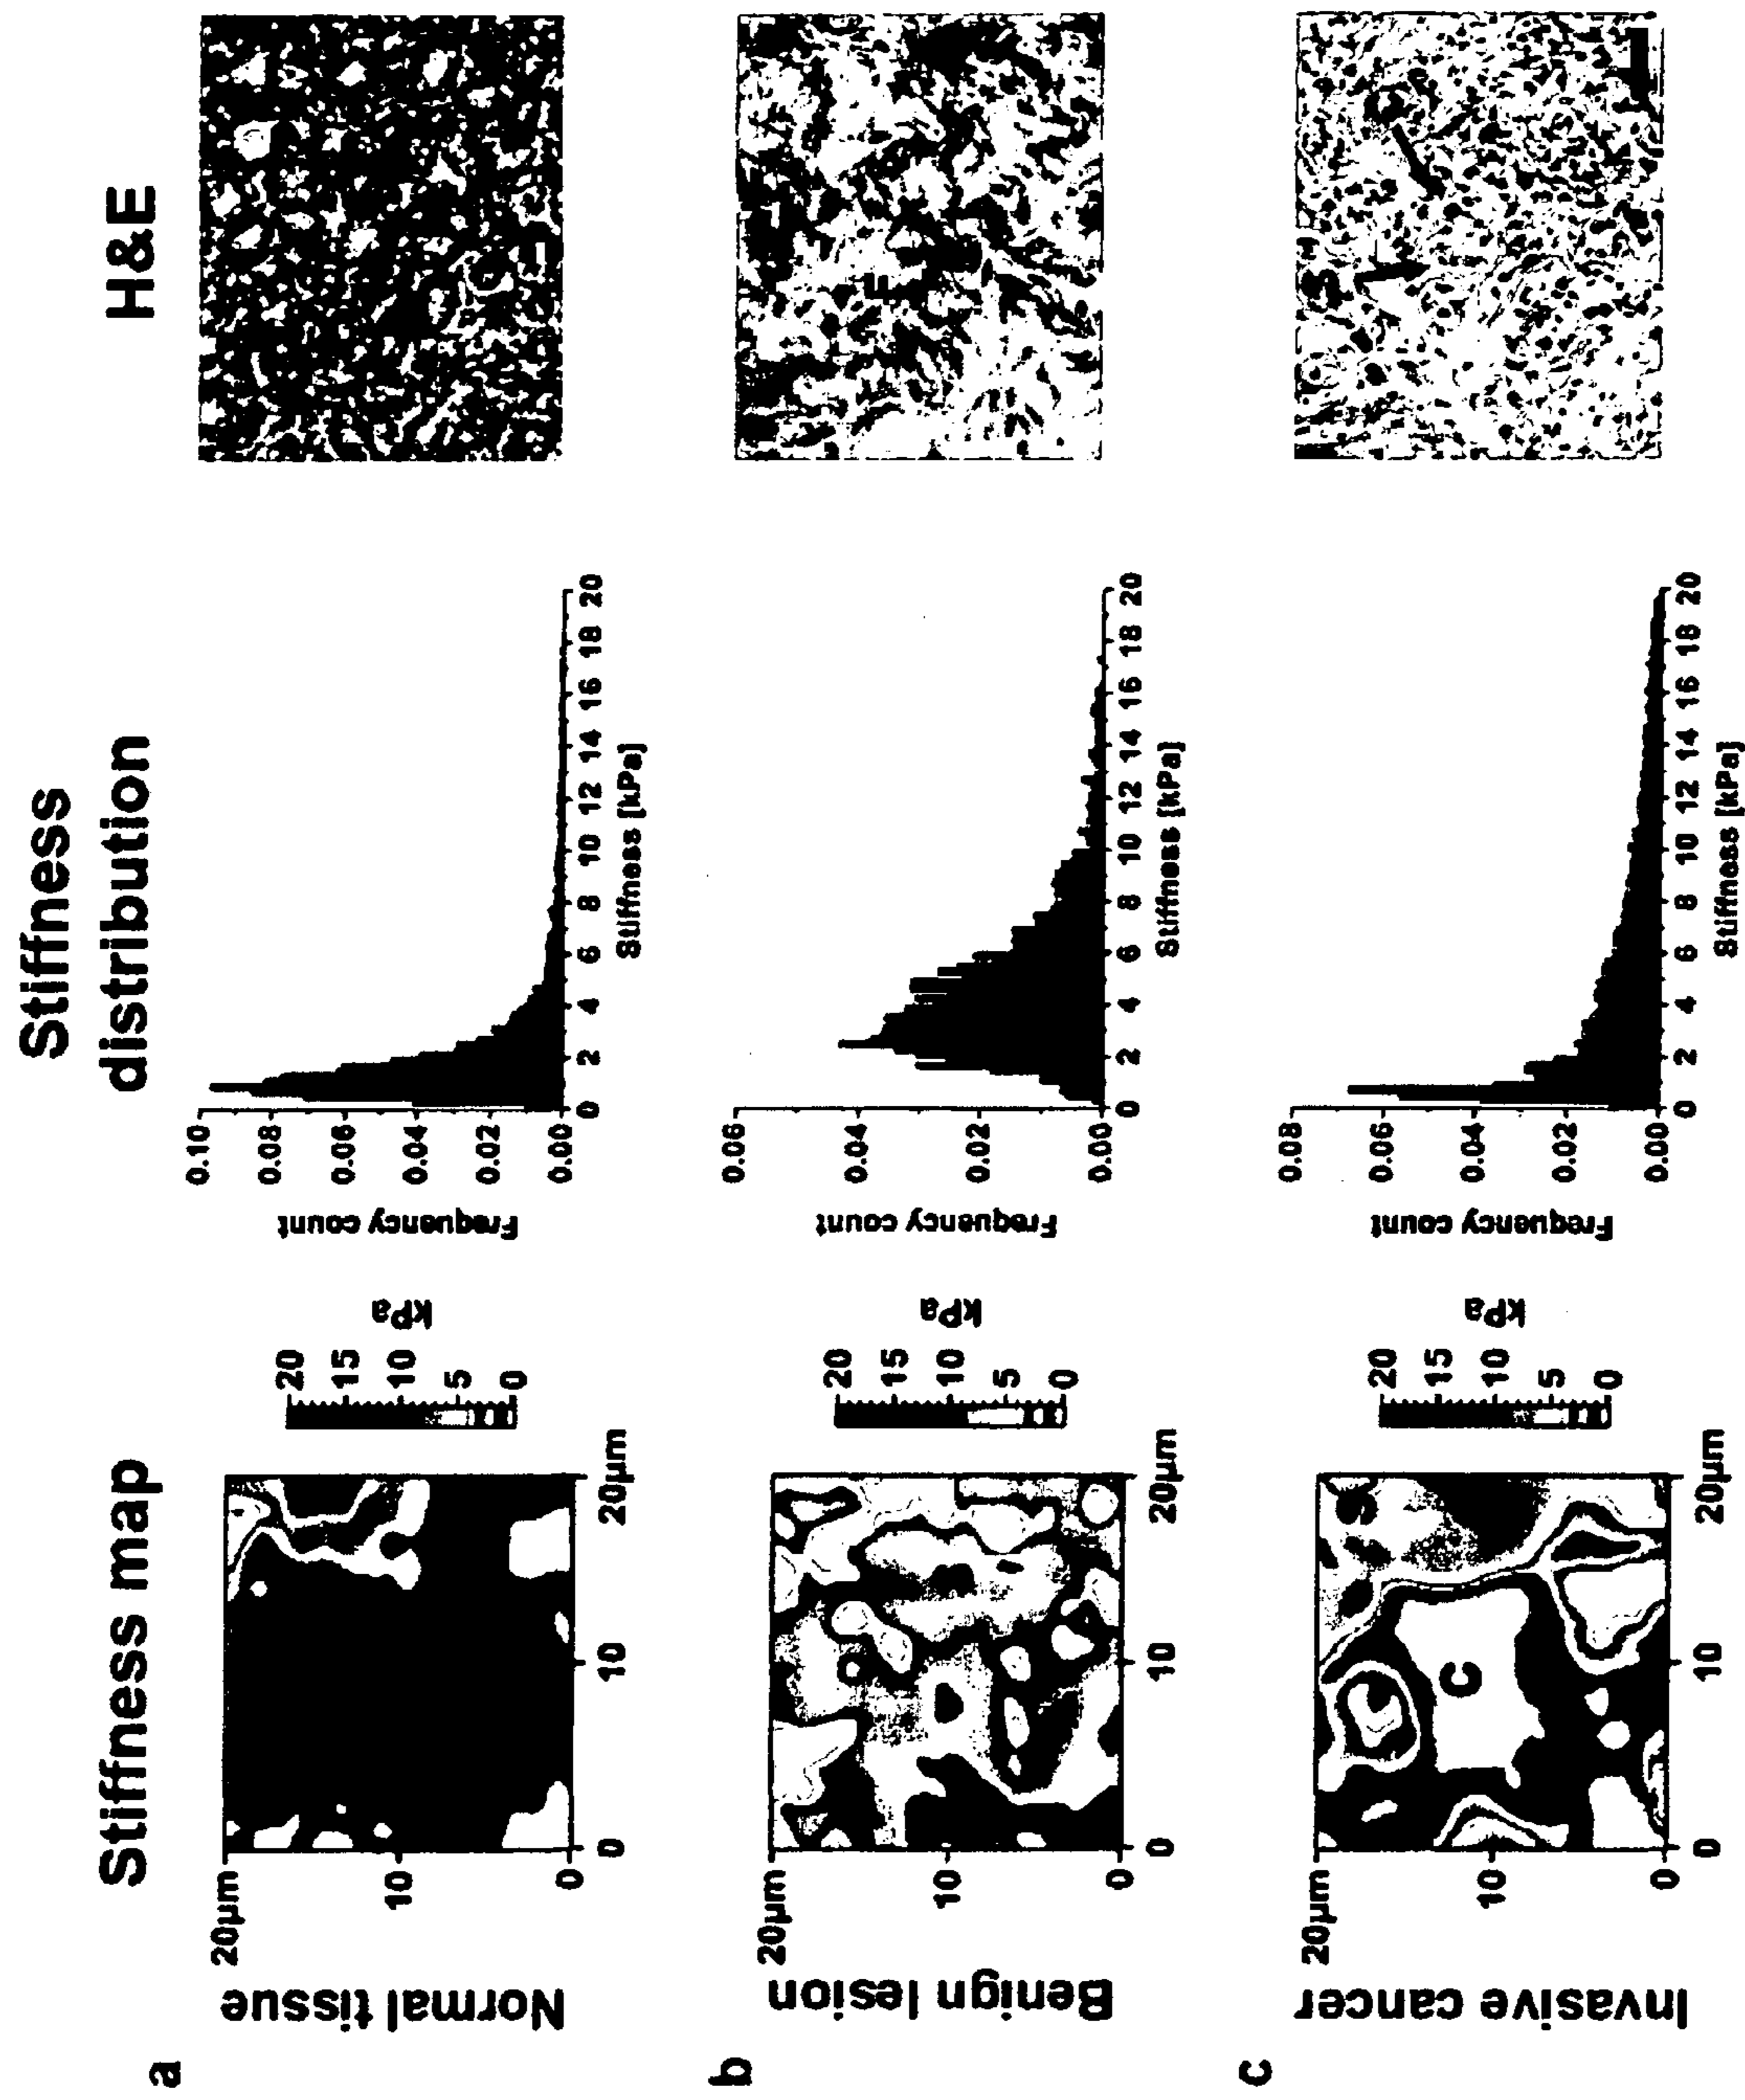 Stiffness map
Stiffness
distribution
H&E
a
Normal tissue
20μm
10
0
0
10
20μm
20
15
10
5
0
kPa
Frequency count
0.10
0.08
0.06
0.04
0.02
0.00
0 2 4 6 8 10 12 14 16 18 20
Stiffness [kPa]
b
Benign lesion
20μm
10
0
0
10
20μm
20
15
10
5
0
kPa
Frequency count
0.06
0.04
0.02
0.00
0 2 4 6 8 10 12 14 16 18 20
Stiffness [kPa]
F
c
Invasive cancer
20μm
10
0
0
10
20μm
C
20
15
10
5
0
kPa
Frequency count
0.08
0.06
0.04
0.02
0.00
0 2 4 6 8 10 12 14 16 18 20
Stiffness [kPa]